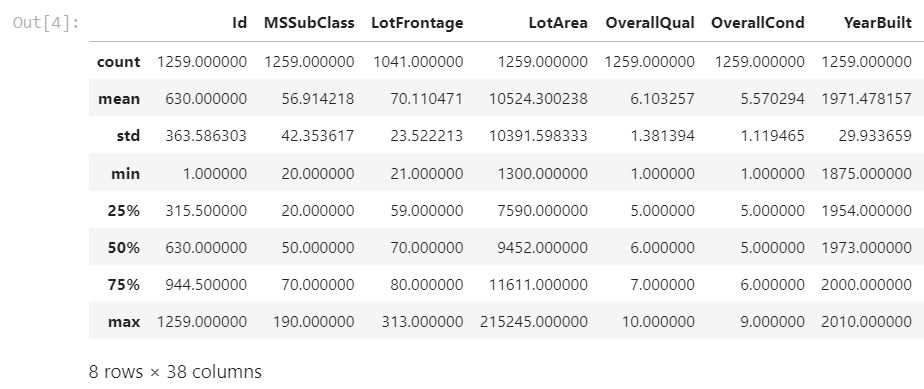 Out[4]:
Id MSSubClass LotFrontage LotArea OverallQual OverallCond YearBuilt
count 1259.000000 1259.000000 1041.000000 1259.000000 1259.000000 1259.000000 1259.000000
mean 630.000000 56.914218 70.110471 10524.300238 6.103257 5.570294 1971.478157
std 363.586303 42.353617 23.522213 10391.598333 1.381394 1.119465 29.933659
min 1.000000 20.000000 21.000000 1300.000000 1.000000 1.000000 1875.000000
25% 315.500000 20.000000 59.000000 7590.000000 5.000000 5.000000 1954.000000
50% 630.000000 50.000000 70.000000 9452.000000 6.000000 5.000000 1973.000000
75% 944.500000 70.000000 80.000000 11611.000000 7.000000 6.000000 2000.000000
max 1259.000000 190.000000 313.000000 215245.000000 10.000000 9.000000 2010.000000
8 rows × 38 columns